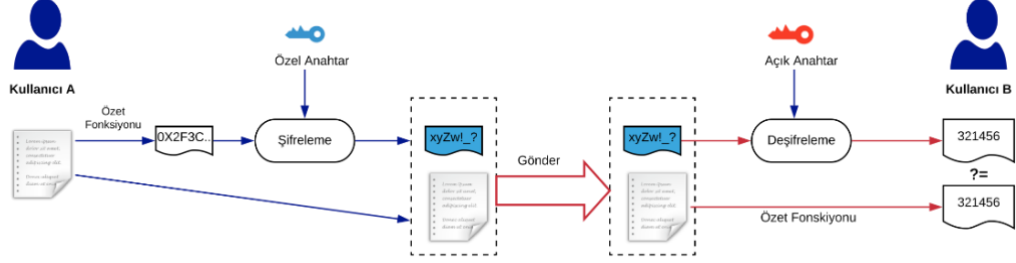 Kullanıcı A
Özet
Fonksiyonu
0X2F3C..
Özel Anahtar
Şifreleme
xyZw!_?
Gönder
xyZw!_?
Açık Anahtar
Deşifreleme
Özet Fonskiyonu
Kullanıcı B
321456
?=
321456